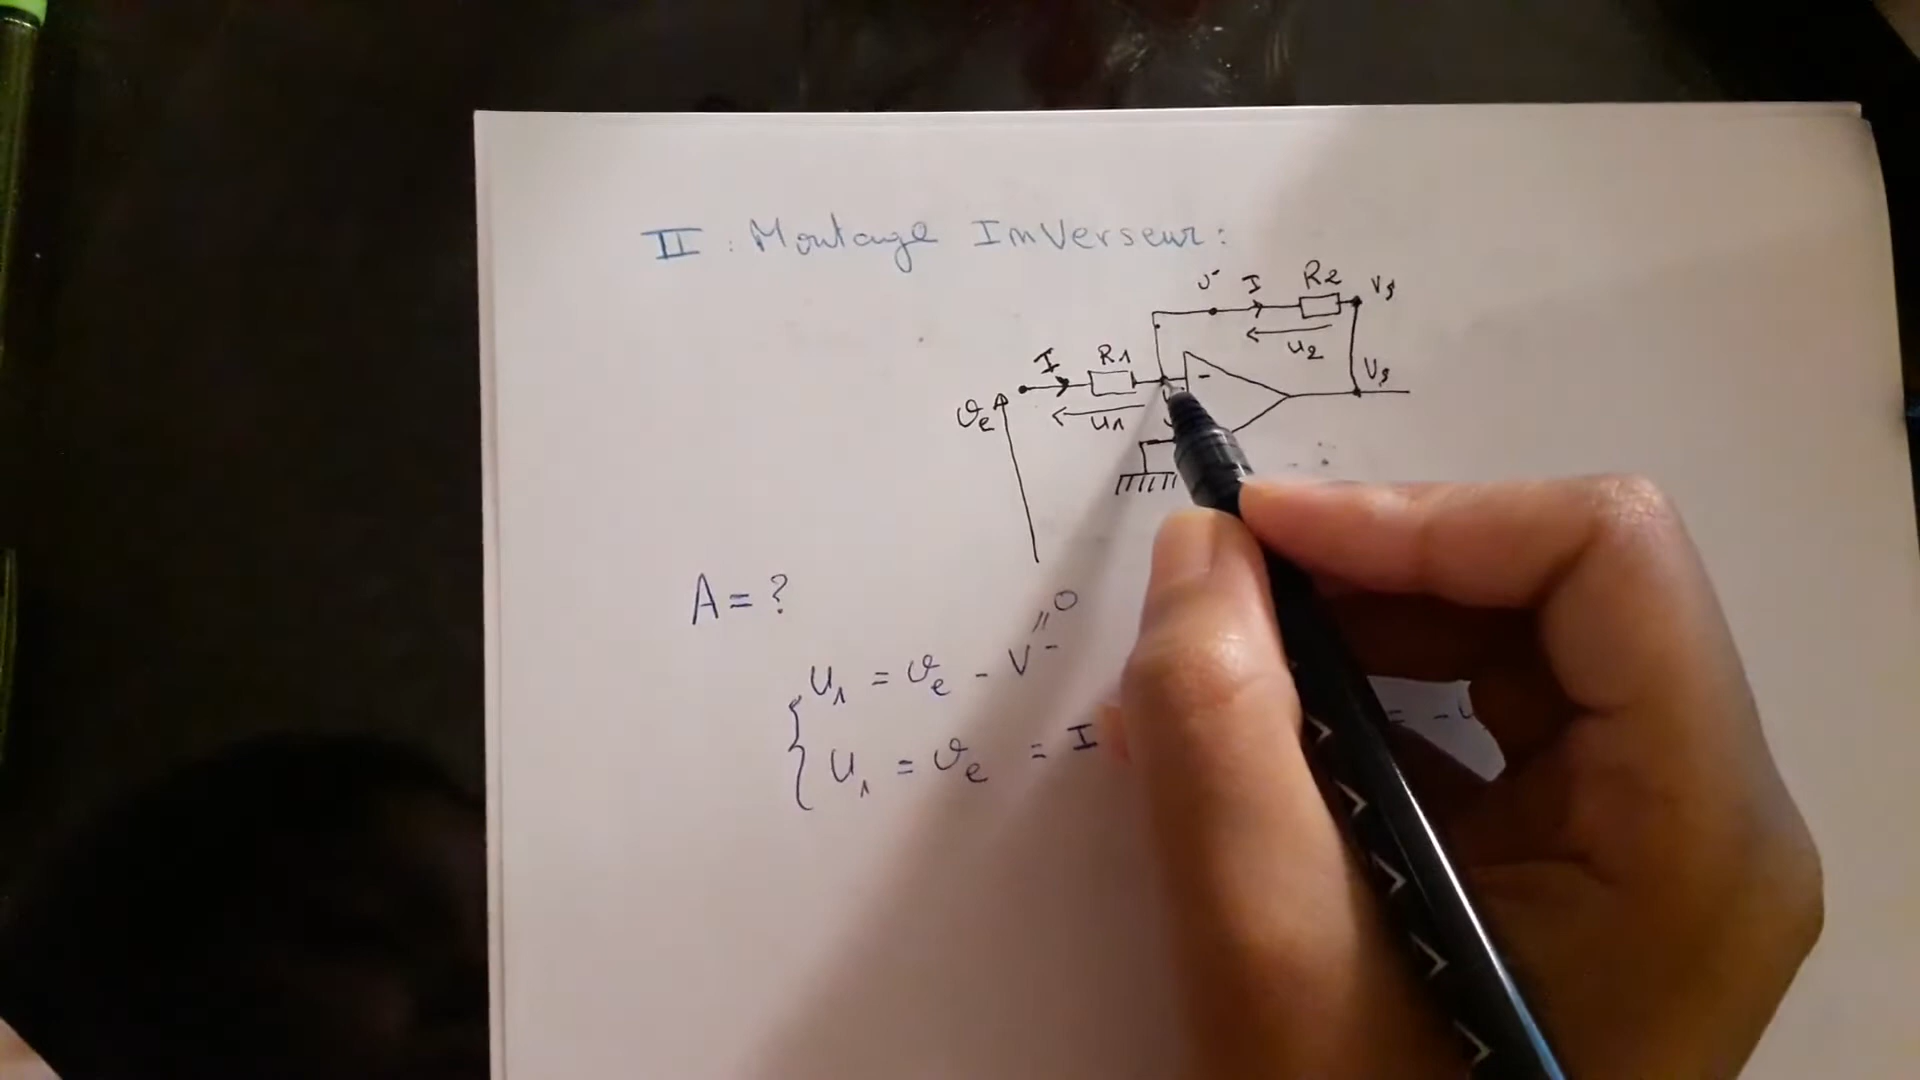 II : Montage Inverseur :
v⁻ I R2 Vs
I R1 u2
ve u1 - Vs
A = ?
u1 = ve - V⁻ = 0
u1 = ve = I
= -u